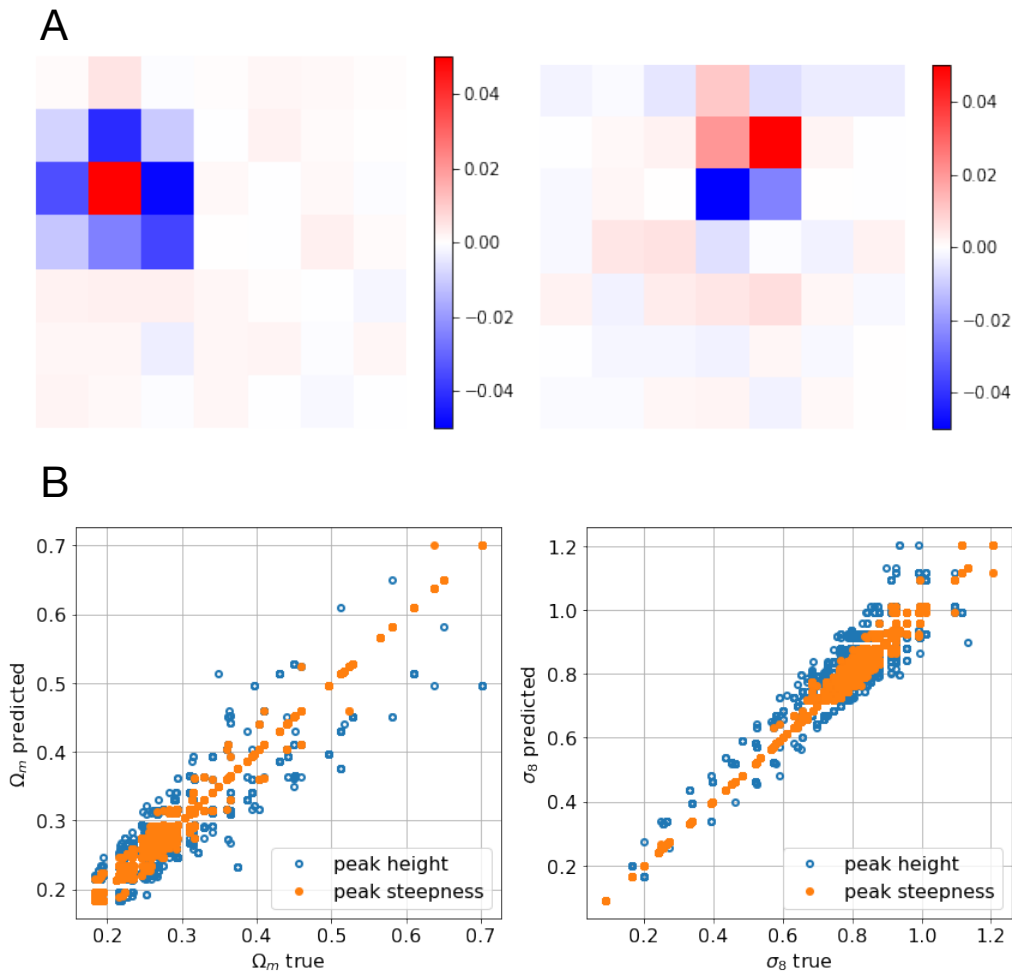 A
0.04
0.02
0.00
−0.02
−0.04
0.04
0.02
0.00
−0.02
−0.04
B
0.7
0.6
0.5
0.4
0.3
0.2
Ωm predicted
peak height
peak steepness
0.2 0.3 0.4 0.5 0.6 0.7
Ωm true
1.2
1.0
0.8
0.6
0.4
0.2
σ8 predicted
peak height
peak steepness
0.2 0.4 0.6 0.8 1.0 1.2
σ8 true